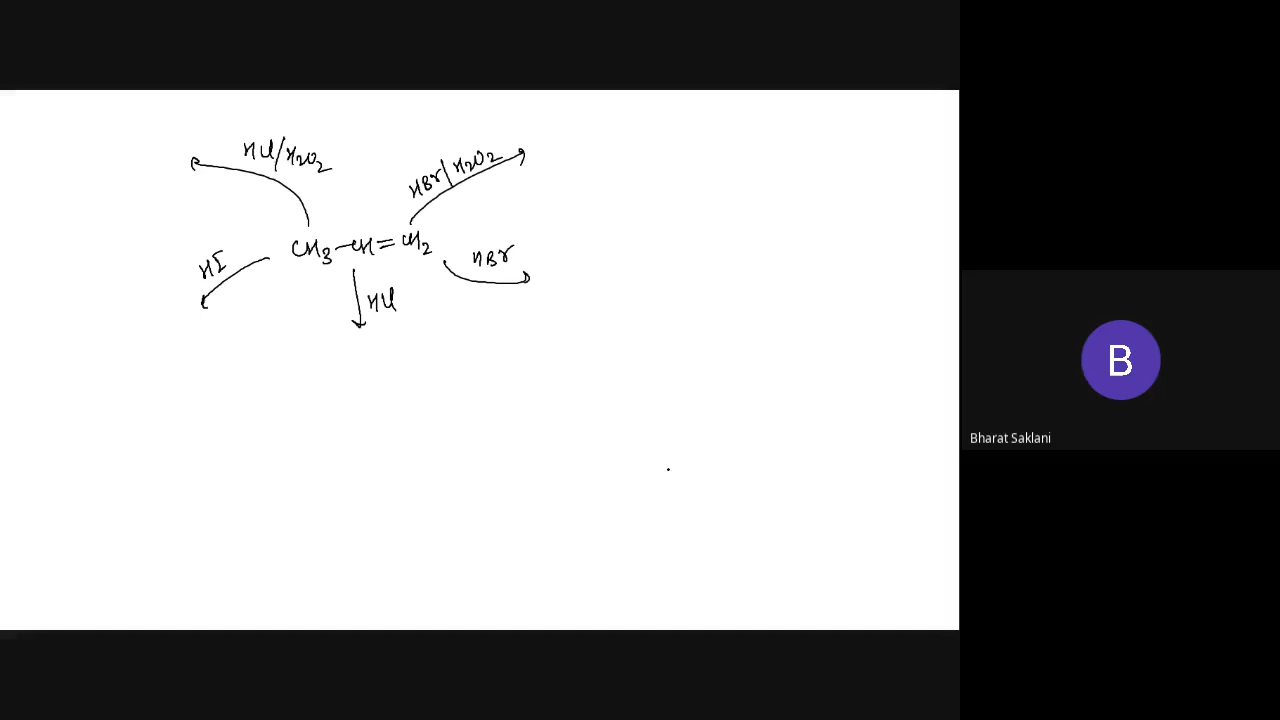 HCl/H2O2
HBr/H2O2
CH3-CH=CH2
HI
HBr
HCl
B
Bharat Saklani